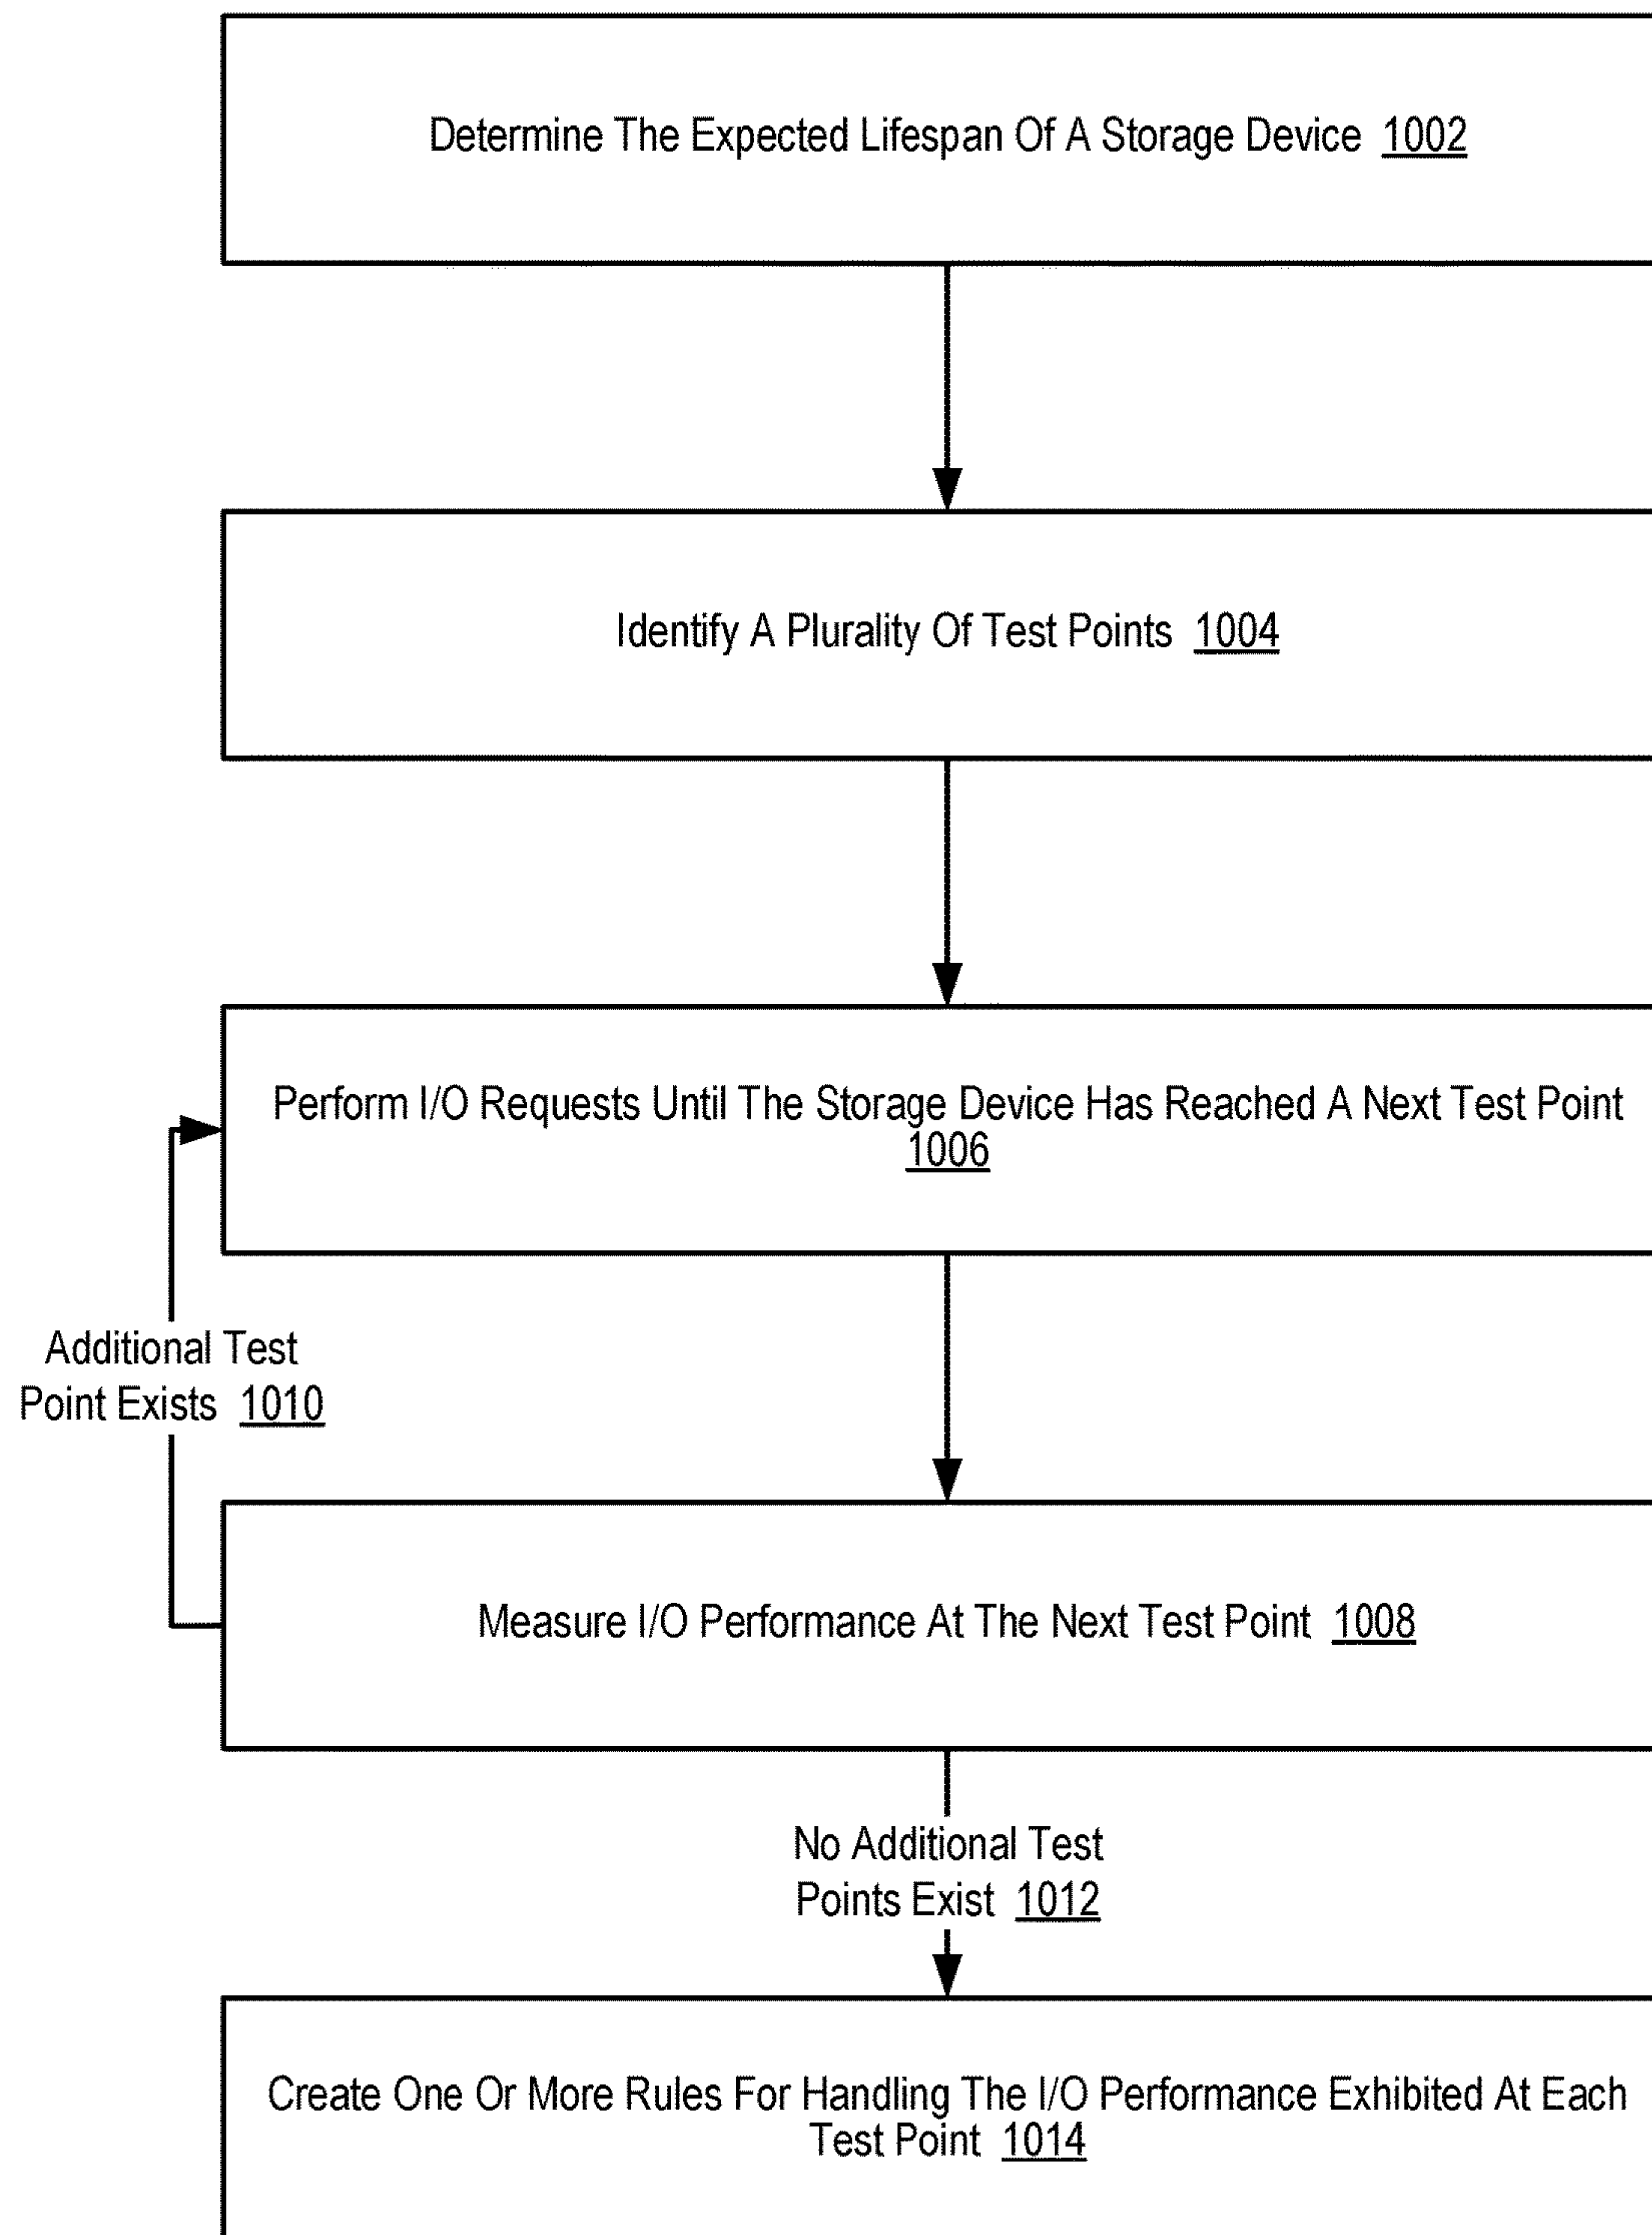 Determine The Expected Lifespan Of A Storage Device 1002
Identify A Plurality Of Test Points 1004
Perform I/O Requests Until The Storage Device Has Reached A Next Test Point
1006
Additional Test
Point Exists 1010
Measure I/O Performance At The Next Test Point 1008
No Additional Test
Points Exist 1012
Create One Or More Rules For Handling The I/O Performance Exhibited At Each
Test Point 1014